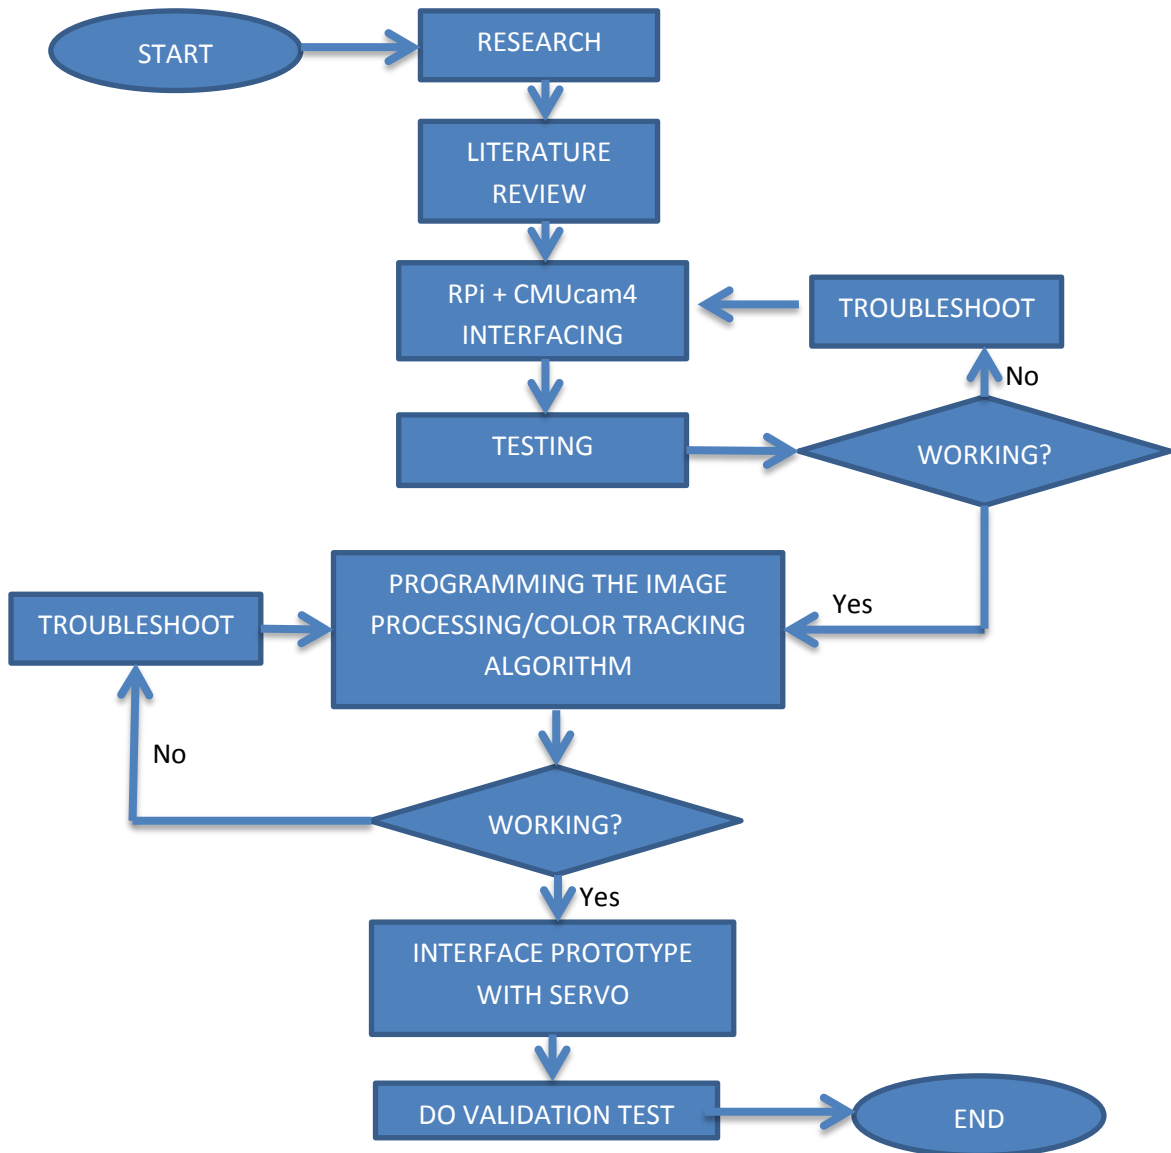 START
RESEARCH
LITERATURE
REVIEW
RPi + CMUcam4
INTERFACING
TROUBLESHOOT
No
TESTING
WORKING?
Yes
PROGRAMMING THE IMAGE
PROCESSING/COLOR TRACKING
ALGORITHM
TROUBLESHOOT
No
WORKING?
Yes
INTERFACE PROTOTYPE
WITH SERVO
DO VALIDATION TEST
END